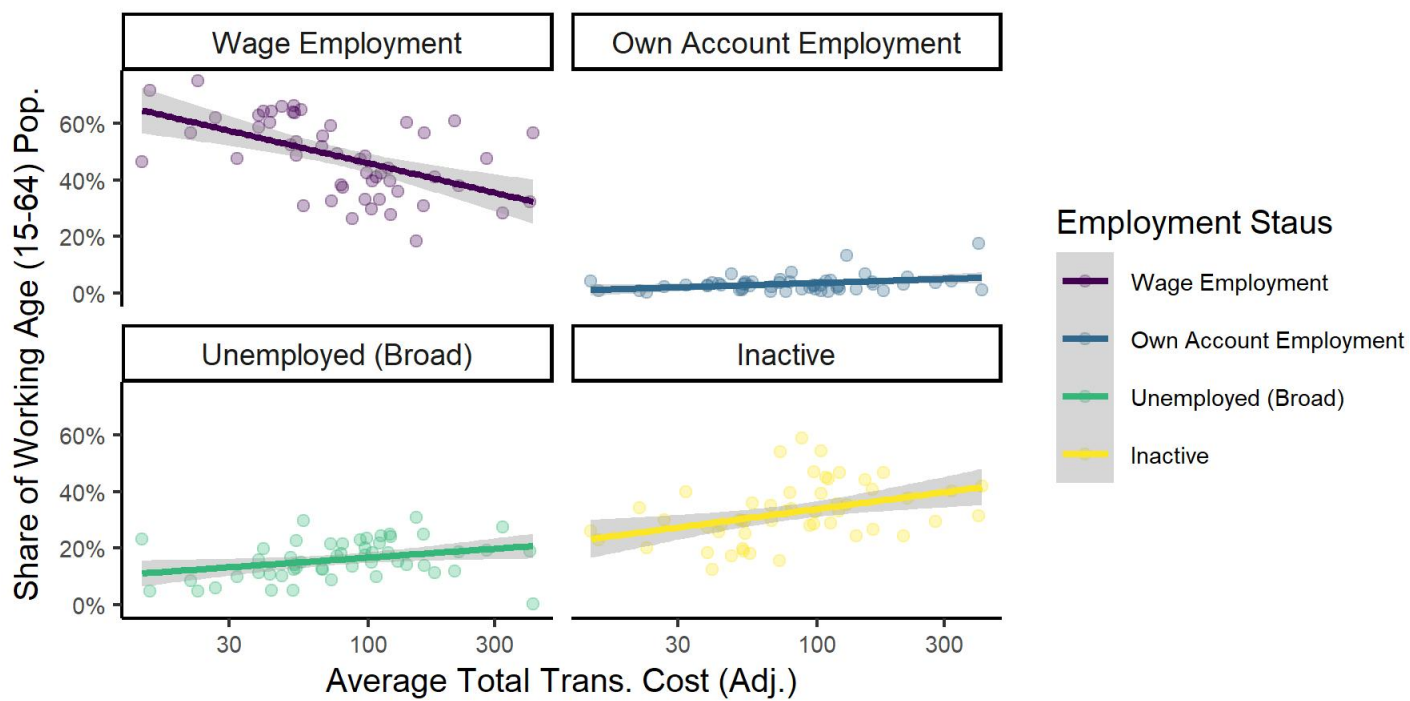 Wage Employment
Own Account Employment
60%
40%
20%
0%
Unemployed (Broad)
Inactive
60%
40%
20%
0%
30
100
300
30
100
300
Share of Working Age (15-64) Pop.
Average Total Trans. Cost (Adj.)
Employment Staus
Wage Employment
Own Account Employment
Unemployed (Broad)
Inactive